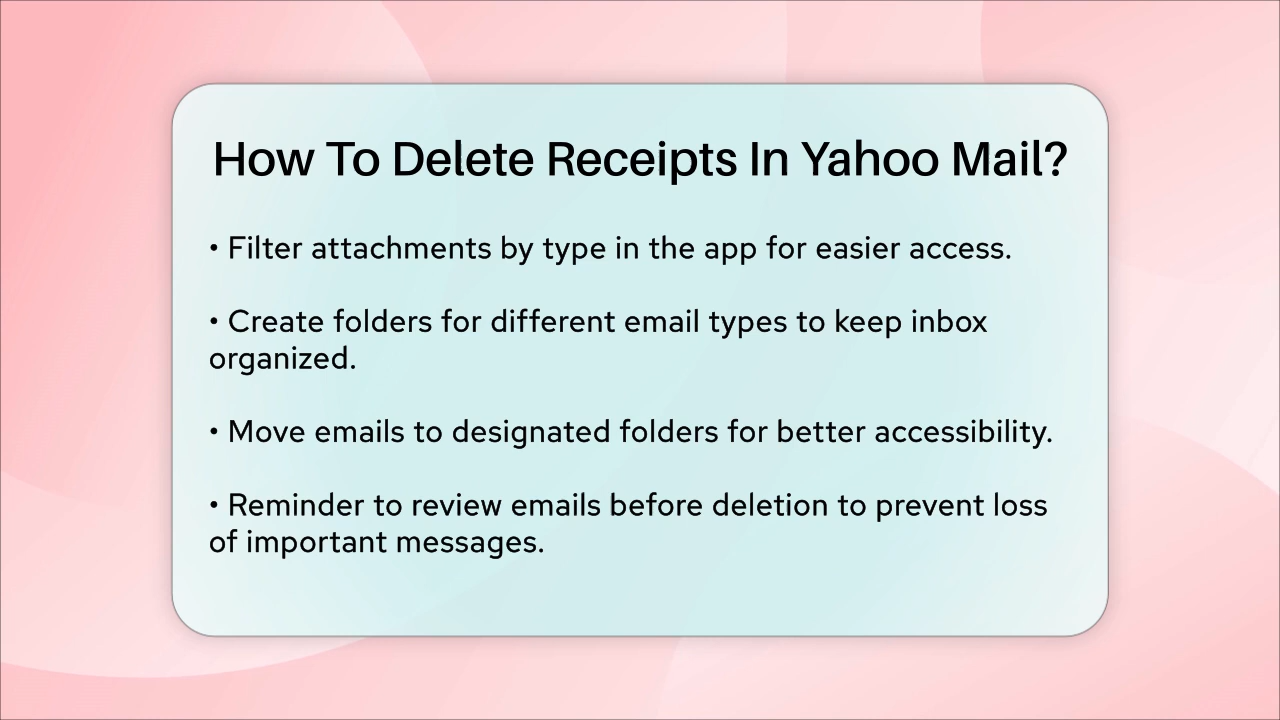 How To Delete Receipts In Yahoo Mail?
• Filter attachments by type in the app for easier access.
• Create folders for different email types to keep inbox
organized.
• Move emails to designated folders for better accessibility.
• Reminder to review emails before deletion to prevent loss
of important messages.